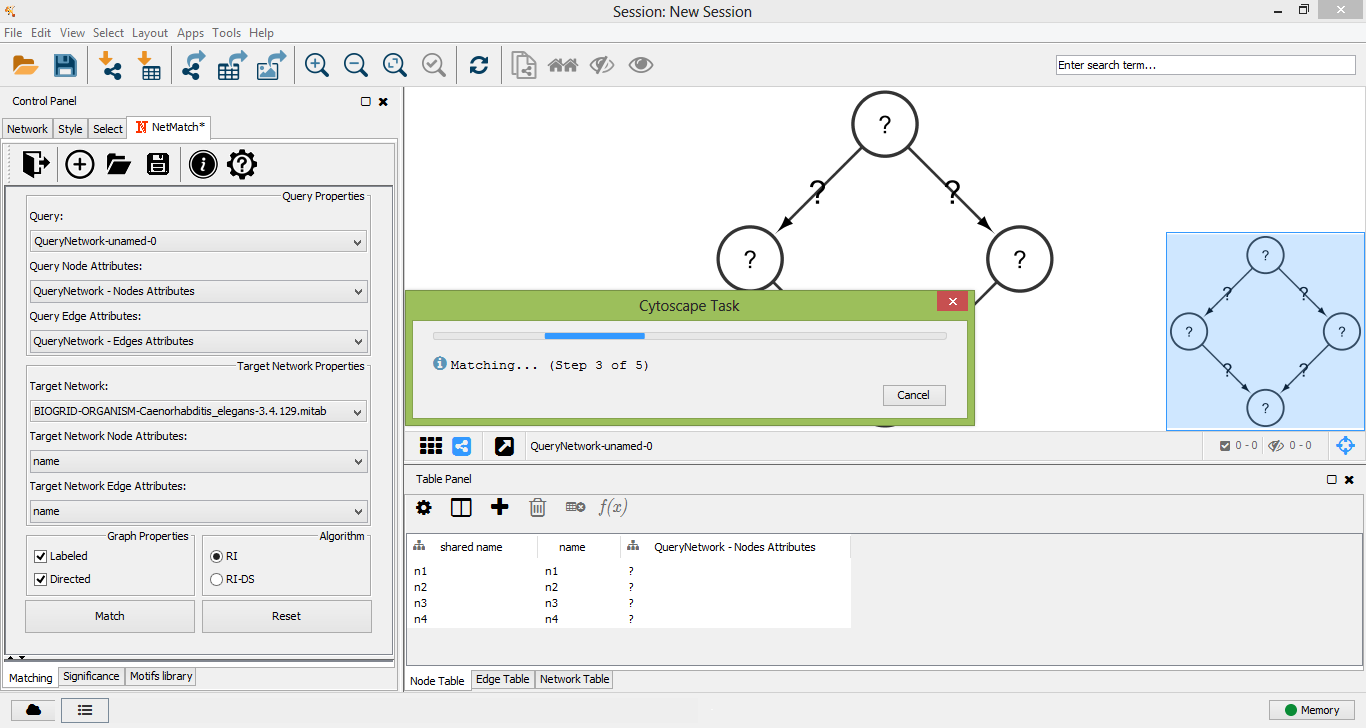 Session: New Session
File Edit View Select Layout Apps Tools Help
Enter search term...
Control Panel
Network Style Select NetMatch*
Query Properties
Query:
QueryNetwork-unamed-0
Query Node Attributes:
QueryNetwork - Nodes Attributes
Query Edge Attributes:
QueryNetwork - Edges Attributes
Target Network Properties
Target Network:
BIOGRID-ORGANISM-Caenorhabditis_elegans-3.4.129.mitab
Target Network Node Attributes:
name
Target Network Edge Attributes:
name
Graph Properties
Labeled
Directed
Algorithm
RI
RI-DS
Match Reset
Matching Significance Motifs library
?
? ?
? ?
Cytoscape Task
Matching... (Step 3 of 5)
Cancel
?
? ?
? ?
? ?
?
QueryNetwork-unamed-0
0 - 0 0 - 0
Table Panel
f(x)
shared name name QueryNetwork - Nodes Attributes
n1 n1 ?
n2 n2 ?
n3 n3 ?
n4 n4 ?
Node Table Edge Table Network Table
Memory